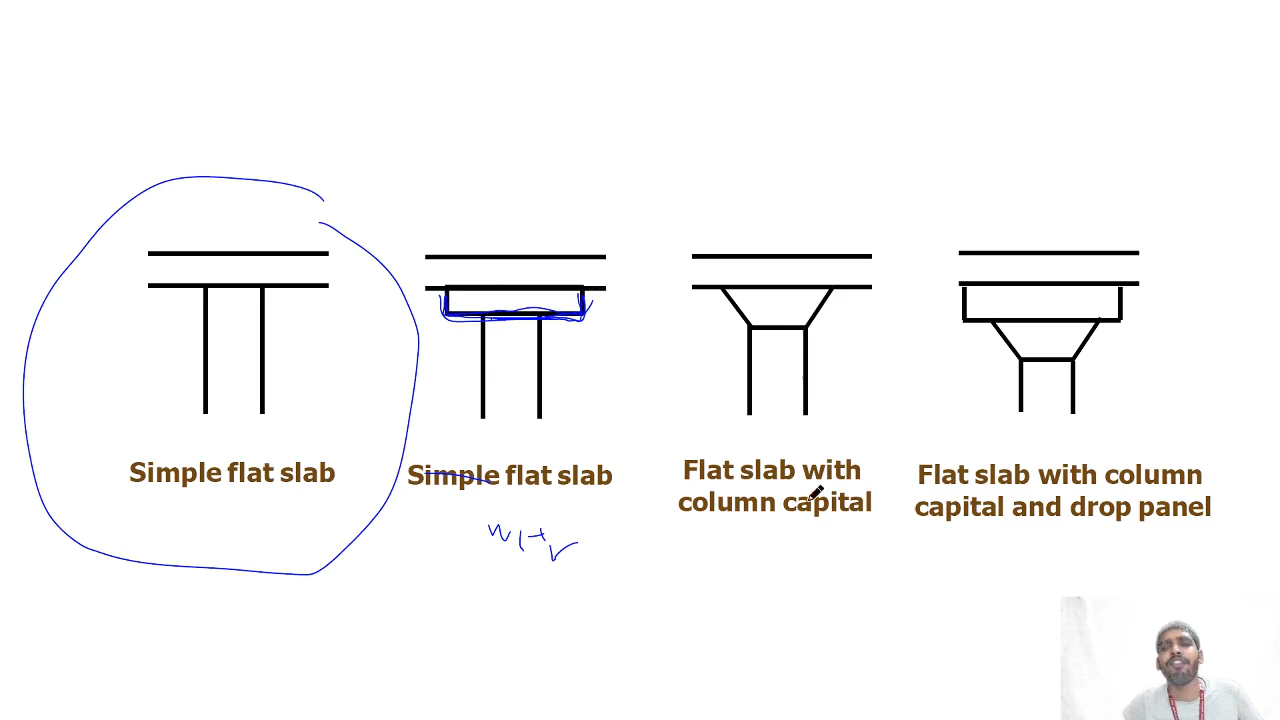 Simple flat slab
Simple flat slab
Flat slab with
column capital
Flat slab with column
capital and drop panel